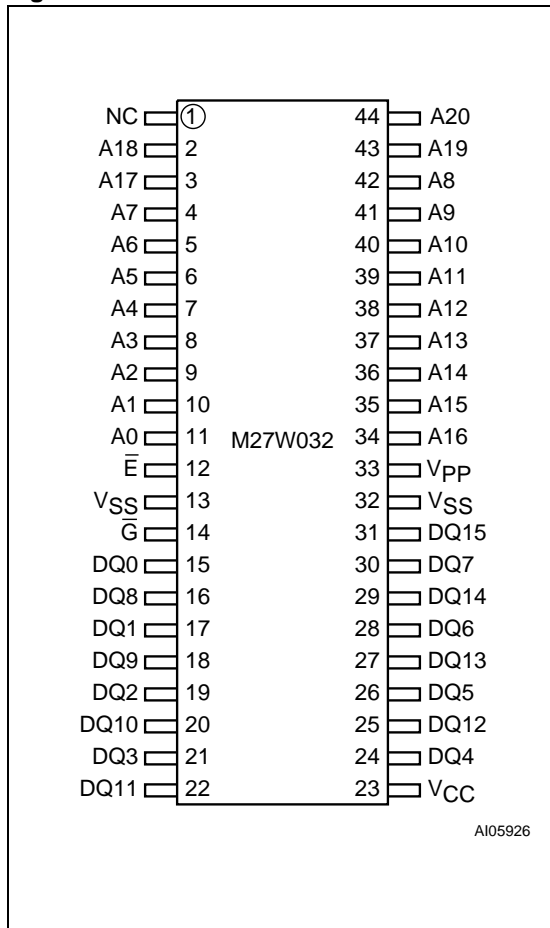 NC 1 44 A20
A18 2 43 A19
A17 3 42 A8
A7 4 41 A9
A6 5 40 A10
A5 6 39 A11
A4 7 38 A12
A3 8 37 A13
A2 9 36 A14
A1 10 35 A15
A0 11 M27W032 34 A16
E̅ 12 33 VPP
VSS 13 32 VSS
G̅ 14 31 DQ15
DQ0 15 30 DQ7
DQ8 16 29 DQ14
DQ1 17 28 DQ6
DQ9 18 27 DQ13
DQ2 19 26 DQ5
DQ10 20 25 DQ12
DQ3 21 24 DQ4
DQ11 22 23 VCC
AI05926